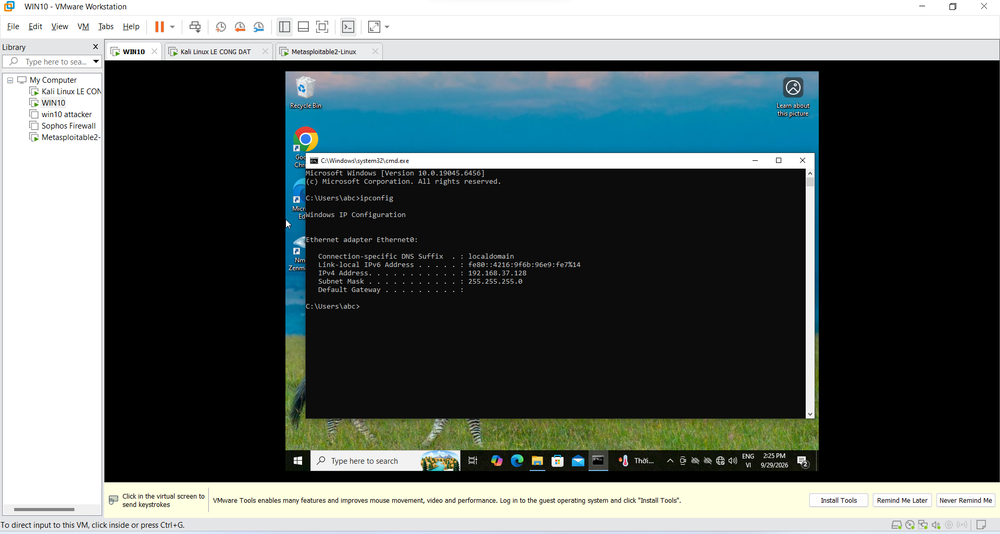 WIN10 - VMware Workstation
File Edit View VM Tabs Help
Library
Type here to sea...
My Computer
Kali Linux LE CON
WIN10
win10 attacker
Sophos Firewall
Metasploitable2-
WIN10
Kali Linux LE CONG DAT
Metasploitable2-Linux
Recycle Bin
Learn about
this picture
Goo
Chr
Micr
Ed
Nm
Zenm
C:\Windows\system32\cmd.exe
Microsoft Windows [Version 10.0.19045.6456]
(c) Microsoft Corporation. All rights reserved.
C:\Users\abc>ipconfig
Windows IP Configuration
Ethernet adapter Ethernet0:
Connection-specific DNS Suffix . : localdomain
Link-local IPv6 Address . . . . . : fe80::4216:9f6b:96e9:fe7%14
IPv4 Address. . . . . . . . . . . : 192.168.37.128
Subnet Mask . . . . . . . . . . . : 255.255.255.0
Default Gateway . . . . . . . . . :
C:\Users\abc>
Type here to search
Thời...
ENG
VI
2:25 PM
9/29/2026
2
Click in the virtual screen to
send keystrokes
VMware Tools enables many features and improves mouse movement, video and performance. Log in to the guest operating system and click "Install Tools".
Install Tools
Remind Me Later
Never Remind Me
To direct input to this VM, click inside or press Ctrl+G.